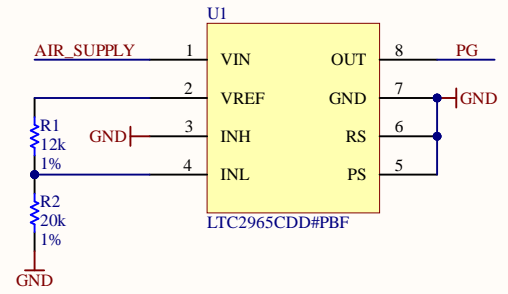 U1
AIR_SUPPLY 1 VIN OUT 8 PG
2 VREF GND 7 GND
R1
12k
1%
GND 3 INH RS 6
4 INL PS 5
R2
20k
1%
LTC2965CDD#PBF
GND